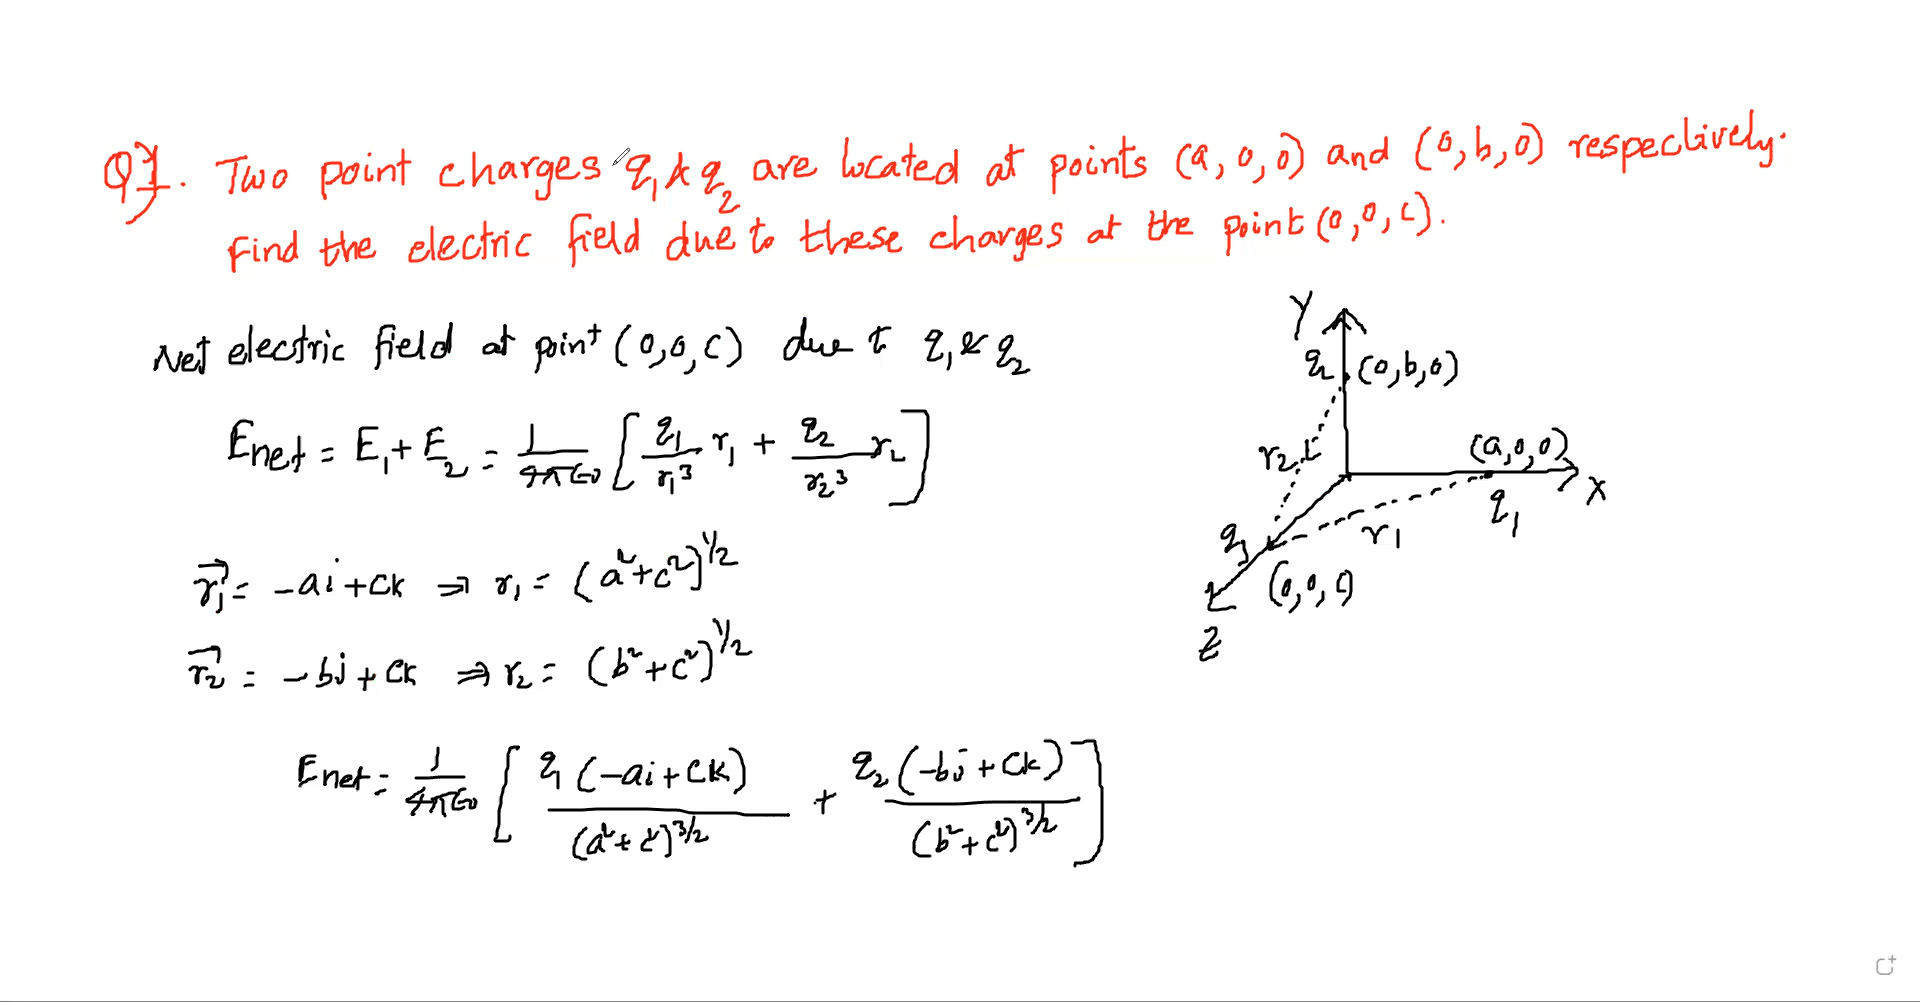 Q7. Two point charges q₁ & q₂ are located at points (a, 0, 0) and (0, b, 0) respectively.
Find the electric field due to these charges at the point (0, 0, c).
Net electric field at point (0, 0, c) due to q₁ & q₂
Enet = E₁ + E₂ = 1/4π∈₀ [ q₁/r₁³ r₁ + q₂/r₂³ r₂ ]
r₁⃗ = -ai + ck ⇒ r₁ = (a² + c²)^1/2
r₂⃗ = -bj + ck ⇒ r₂ = (b² + c²)^1/2
Enet = 1/4π∈₀ [ q₁(-ai + ck)/(a² + c²)^3/2 + q₂(-bj + ck)/(b² + c²)^3/2 ]
Y
q₂ (0, b, 0)
(a, 0, 0)
r₂
X
q₁
r₁
(0, 0, c)
Z